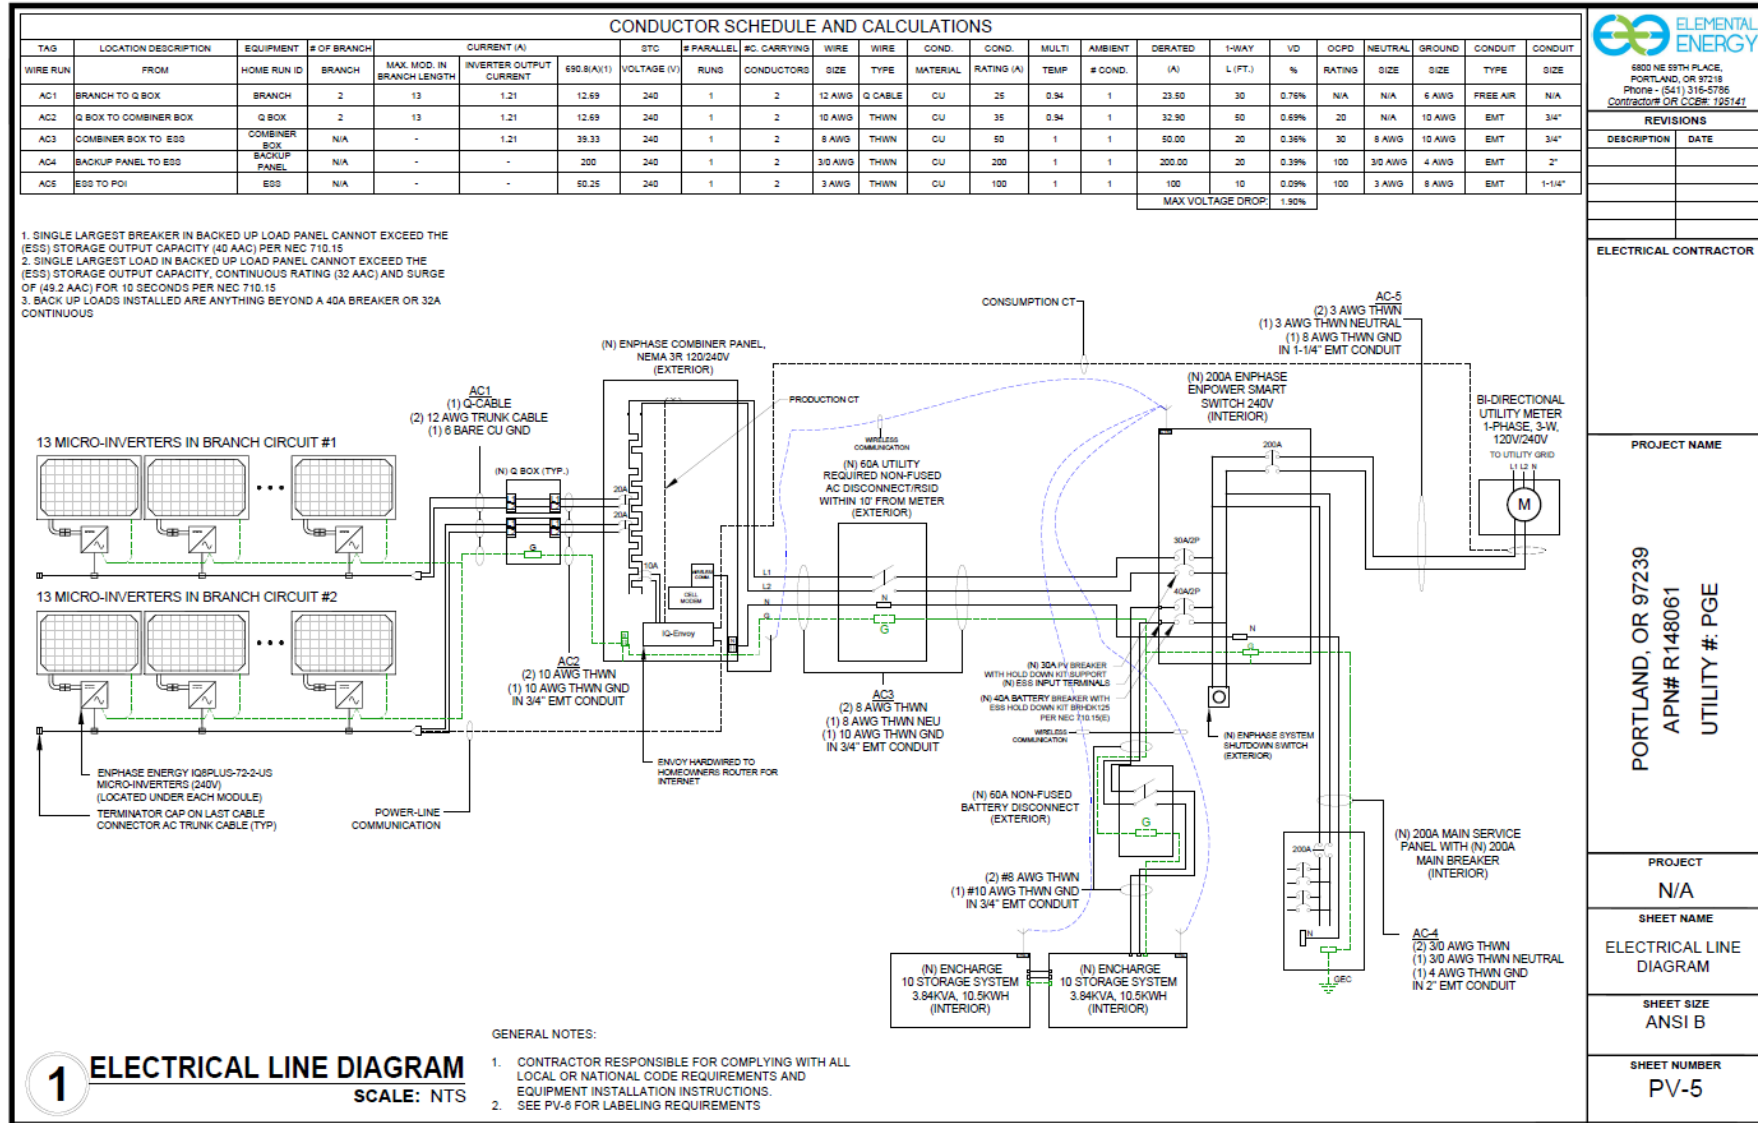 CONDUCTOR SCHEDULE AND CALCULATIONS
TAG LOCATION DESCRIPTION EQUIPMENT # OF BRANCH CURRENT (A) STC # PARALLEL #C. CARRYING WIRE WIRE COND. COND. MULTI AMBIENT DERATED 1-WAY VD OCPD NEUTRAL GROUND CONDUIT CONDUIT
WIRE RUN FROM HOME RUN ID BRANCH MAX. MOD. IN BRANCH LENGTH INVERTER OUTPUT CURRENT 690.8(A)(1) VOLTAGE (V) RUNS CONDUCTORS SIZE TYPE MATERIAL RATING (A) TEMP # COND. (A) L (FT.) % RATING SIZE SIZE TYPE SIZE
AC1 BRANCH TO Q BOX BRANCH 2 13 1.21 12.69 240 1 2 12 AWG Q CABLE CU 25 0.94 1 23.50 30 0.76% N/A N/A 6 AWG FREE AIR N/A
AC2 Q BOX TO COMBINER BOX Q BOX 2 13 1.21 12.69 240 1 2 10 AWG THWN CU 35 0.94 1 32.90 50 0.69% 20 N/A 10 AWG EMT 3/4"
AC3 COMBINER BOX TO ESS COMBINER BOX N/A - 1.21 39.33 240 1 2 8 AWG THWN CU 50 1 1 50.00 20 0.36% 30 8 AWG 10 AWG EMT 3/4"
AC4 BACKUP PANEL TO ESS BACKUP PANEL N/A - - 200 240 1 2 3/0 AWG THWN CU 200 1 1 200.00 20 0.39% 100 3/0 AWG 4 AWG EMT 2"
AC5 ESS TO POI ESS N/A - - 50.25 240 1 2 3 AWG THWN CU 100 1 1 100 10 0.09% 100 3 AWG 8 AWG EMT 1-1/4"
MAX VOLTAGE DROP: 1.90%
1. SINGLE LARGEST BREAKER IN BACKED UP LOAD PANEL CANNOT EXCEED THE
(ESS) STORAGE OUTPUT CAPACITY (40 AAC) PER NEC 710.15
2. SINGLE LARGEST LOAD IN BACKED UP LOAD PANEL CANNOT EXCEED THE
(ESS) STORAGE OUTPUT CAPACITY, CONTINUOUS RATING (32 AAC) AND SURGE
OF (49.2 AAC) FOR 10 SECONDS PER NEC 710.15
3. BACK UP LOADS INSTALLED ARE ANYTHING BEYOND A 40A BREAKER OR 32A
CONTINUOUS
(N) ENPHASE COMBINER PANEL,
NEMA 3R 120/240V
(EXTERIOR)
CONSUMPTION CT
AC-5
(2) 3 AWG THWN
(1) 3 AWG THWN NEUTRAL
(1) 8 AWG THWN GND
IN 1-1/4" EMT CONDUIT
AC1
(1) Q-CABLE
(2) 12 AWG TRUNK CABLE
(1) 6 BARE CU GND
PRODUCTION CT
(N) 200A ENPHASE
ENPOWER SMART
SWITCH 240V
(INTERIOR)
BI-DIRECTIONAL
UTILITY METER
1-PHASE, 3-W,
120V/240V
TO UTILITY GRID
L1 L2 N
M
13 MICRO-INVERTERS IN BRANCH CIRCUIT #1
WIRELESS
COMMUNICATION
(N) 60A UTILITY
REQUIRED NON-FUSED
AC DISCONNECT/RSID
WITHIN 10' FROM METER
(EXTERIOR)
200A
(N) Q BOX (TYP.)
20A
20A
G
10A
CELL
MODEM
IQ-Envoy
L1
L2
N
G
N
G
30A/2P
40A/2P
N
G
13 MICRO-INVERTERS IN BRANCH CIRCUIT #2
AC2
(2) 10 AWG THWN
(1) 10 AWG THWN GND
IN 3/4" EMT CONDUIT
AC3
(2) 8 AWG THWN
(1) 8 AWG THWN NEU
(1) 10 AWG THWN GND
IN 3/4" EMT CONDUIT
(N) 30A PV BREAKER
WITH HOLD DOWN KIT SUPPORT
(N) ESS INPUT TERMINALS
(N) 40A BATTERY BREAKER WITH
ESS HOLD DOWN KIT BRHDK125
PER NEC 710.15(E)
WIRELESS
COMMUNICATION
(N) ENPHASE SYSTEM
SHUTDOWN SWITCH
(EXTERIOR)
ENVOY HARDWIRED TO
HOMEOWNERS ROUTER FOR
INTERNET
ENPHASE ENERGY IQ8PLUS-72-2-US
MICRO-INVERTERS (240V)
(LOCATED UNDER EACH MODULE)
TERMINATOR CAP ON LAST CABLE
CONNECTOR AC TRUNK CABLE (TYP)
POWER-LINE
COMMUNICATION
(N) 60A NON-FUSED
BATTERY DISCONNECT
(EXTERIOR)
G
200A
(N) 200A MAIN SERVICE
PANEL WITH (N) 200A
MAIN BREAKER
(INTERIOR)
(2) #8 AWG THWN
(1) #10 AWG THWN GND
IN 3/4" EMT CONDUIT
N
GEC
AC-4
(2) 3/0 AWG THWN
(1) 3/0 AWG THWN NEUTRAL
(1) 4 AWG THWN GND
IN 2" EMT CONDUIT
(N) ENCHARGE
10 STORAGE SYSTEM
3.84KVA, 10.5KWH
(INTERIOR)
(N) ENCHARGE
10 STORAGE SYSTEM
3.84KVA, 10.5KWH
(INTERIOR)
1
ELECTRICAL LINE DIAGRAM
SCALE: NTS
GENERAL NOTES:
1. CONTRACTOR RESPONSIBLE FOR COMPLYING WITH ALL
LOCAL OR NATIONAL CODE REQUIREMENTS AND
EQUIPMENT INSTALLATION INSTRUCTIONS.
2. SEE PV-6 FOR LABELING REQUIREMENTS
ELEMENTAL
ENERGY
6800 NE 59TH PLACE,
PORTLAND, OR 97218
Phone - (541) 316-5786
Contractor# OR CCB#: 195141
REVISIONS
DESCRIPTION DATE
ELECTRICAL CONTRACTOR
PROJECT NAME
PORTLAND, OR 97239
APN# R148061
UTILITY #: PGE
PROJECT
N/A
SHEET NAME
ELECTRICAL LINE
DIAGRAM
SHEET SIZE
ANSI B
SHEET NUMBER
PV-5